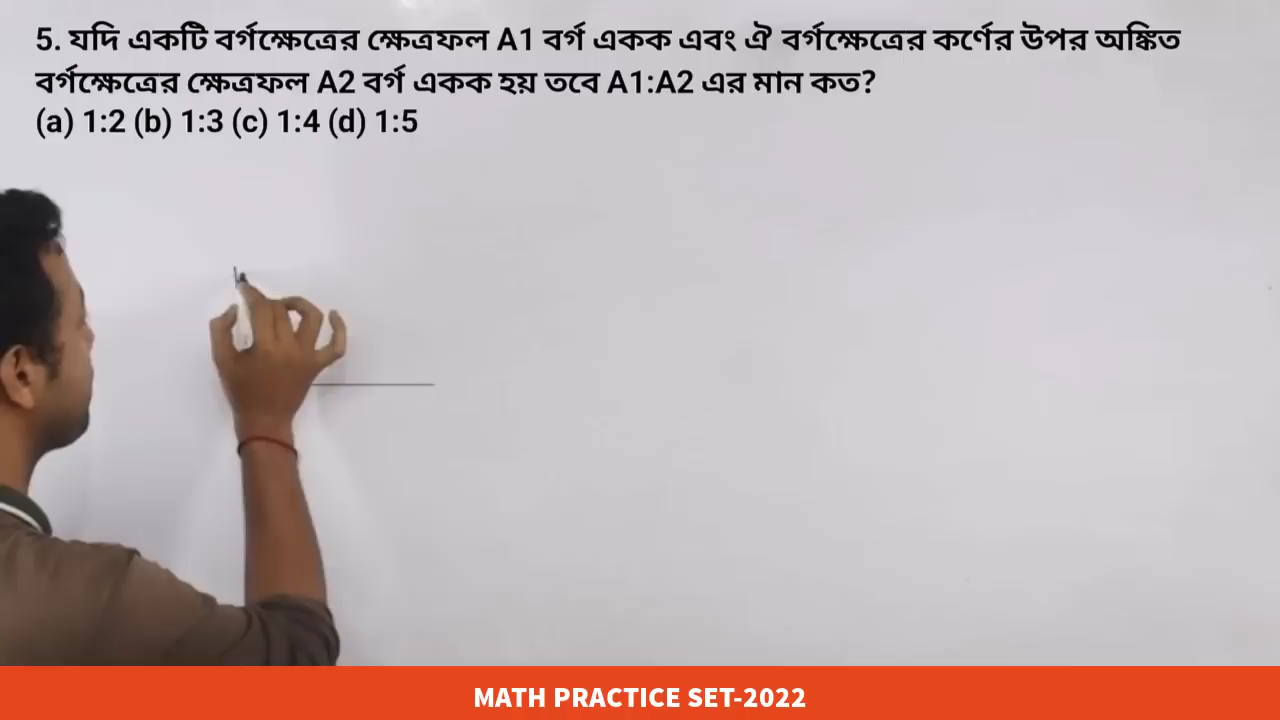 5. যদি একটি বর্গক্ষেত্রের ক্ষেত্রফল A1 বর্গ একক এবং ঐ বর্গক্ষেত্রের কর্ণের উপর অঙ্কিত
বর্গক্ষেত্রের ক্ষেত্রফল A2 বর্গ একক হয় তবে A1:A2 এর মান কত?
(a) 1:2 (b) 1:3 (c) 1:4 (d) 1:5
MATH PRACTICE SET-2022